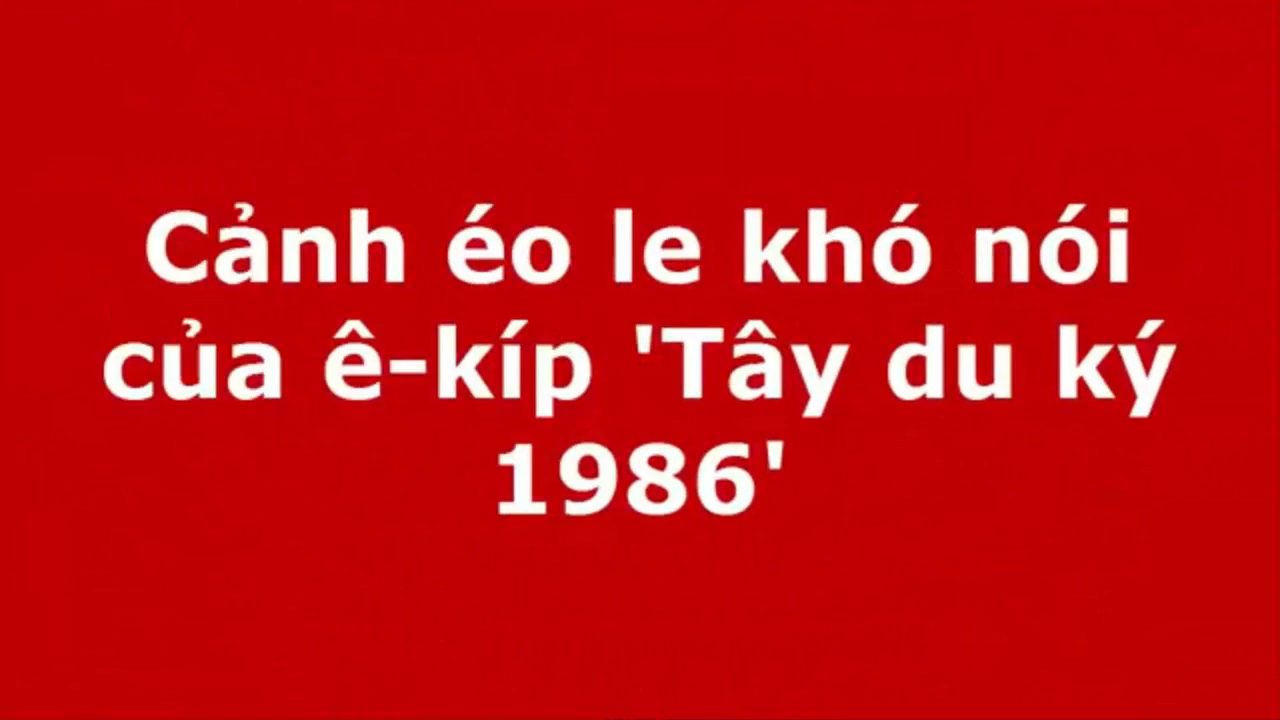 Cảnh éo le khó nói
của ê-kíp 'Tây du ký
1986'